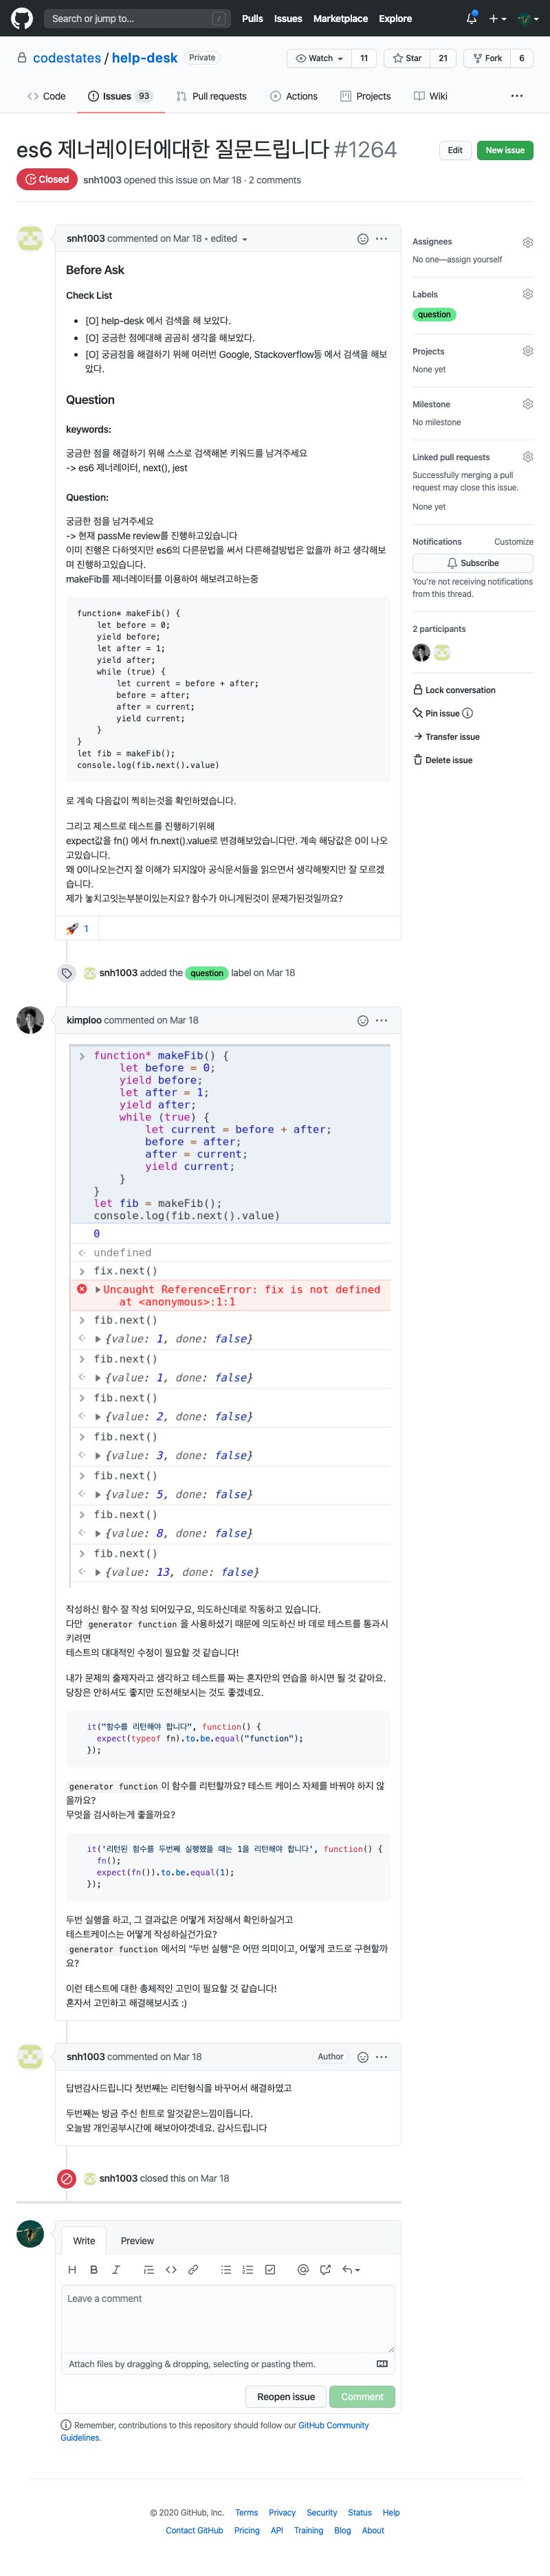 Search or jump to...
/
Pulls Issues Marketplace Explore
codestates / help-desk Private
Watch 11 Star 21 Fork 6
Code Issues 93 Pull requests Actions Projects Wiki ...
es6 제너레이터에대한 질문드립니다 #1264
Edit New issue
Closed snh1003 opened this issue on Mar 18 · 2 comments
snh1003 commented on Mar 18 • edited
Before Ask
Check List
• [O] help-desk 에서 검색을 해 보았다.
• [O] 궁금한 점에대해 곰곰히 생각을 해보았다.
• [O] 궁금점을 해결하기 위해 여러번 Google, Stackoverflow등 에서 검색을 해보
았다.
Question
keywords:
궁금한 점을 해결하기 위해 스스로 검색해본 키워드를 남겨주세요
-> es6 제너레이터, next(), jest
Question:
궁금한 점을 남겨주세요
-> 현재 passMe review를 진행하고있습니다
이미 진행은 다하엿지만 es6의 다른문법을 써서 다른해결방법은 없을까 하고 생각해보
며 진행하고있습니다.
makeFib를 제너레이터를 이용하여 해보려고하는중
function* makeFib() {
let before = 0;
yield before;
let after = 1;
yield after;
while (true) {
let current = before + after;
before = after;
after = current;
yield current;
}
}
let fib = makeFib();
console.log(fib.next().value)
로 계속 다음값이 찍히는것을 확인하였습니다.
그리고 제스트로 테스트를 진행하기위해
expect값을 fn() 에서 fn.next().value로 변경해보았습니다만. 계속 해당값은 0이 나오
고있습니다.
왜 0이나오는건지 잘 이해가 되지않아 공식문서들을 읽으면서 생각해봣지만 잘 모르겠
습니다.
제가 놓치고잇는부분이있는지요? 함수가 아니게된것이 문제가된것일까요?
🚀 1
snh1003 added the question label on Mar 18
kimploo commented on Mar 18
function* makeFib() {
let before = 0;
yield before;
let after = 1;
yield after;
while (true) {
let current = before + after;
before = after;
after = current;
yield current;
}
}
let fib = makeFib();
console.log(fib.next().value)
0
undefined
fix.next()
Uncaught ReferenceError: fix is not defined
at <anonymous>:1:1
fib.next()
{value: 1, done: false}
fib.next()
{value: 1, done: false}
fib.next()
{value: 2, done: false}
fib.next()
{value: 3, done: false}
fib.next()
{value: 5, done: false}
fib.next()
{value: 8, done: false}
fib.next()
{value: 13, done: false}
작성하신 함수 잘 작성 되어있구요, 의도하신데로 작동하고 있습니다.
다만 generator function 을 사용하셨기 때문에 의도하신 바 데로 테스트를 통과시
키려면
테스트의 대대적인 수정이 필요할 것 같습니다!
내가 문제의 출제자라고 생각하고 테스트를 짜는 혼자만의 연습을 하시면 될 것 같아요.
당장은 안하셔도 좋지만 도전해보시는 것도 좋겠네요.
it("함수를 리턴해야 합니다", function() {
expect(typeof fn).to.be.equal("function");
});
generator function 이 함수를 리턴할까요? 테스트 케이스 자체를 바꿔야 하지 않
을까요?
무엇을 검사하는게 좋을까요?
it('리턴된 함수를 두번째 실행했을 때는 1을 리턴해야 합니다', function() {
fn();
expect(fn()).to.be.equal(1);
});
두번 실행을 하고, 그 결과값은 어떻게 저장해서 확인하실거고
테스트케이스는 어떻게 작성하실건가요?
generator function 에서의 "두번 실행"은 어떤 의미이고, 어떻게 코드로 구현할까
요?
이런 테스트에 대한 총체적인 고민이 필요할 것 같습니다!
혼자서 고민하고 해결해보시죠 :)
snh1003 commented on Mar 18 Author
답변감사드립니다 첫번째는 리턴형식을 바꾸어서 해결하였고
두번째는 방금 주신 힌트로 알것같은느낌이듭니다.
오늘밤 개인공부시간에 해보아야겟네요. 감사드립니다
snh1003 closed this on Mar 18
Write Preview
Leave a comment
Attach files by dragging & dropping, selecting or pasting them.
Reopen issue Comment
Remember, contributions to this repository should follow our GitHub Community
Guidelines.
Assignees
No one—assign yourself
Labels
question
Projects
None yet
Milestone
No milestone
Linked pull requests
Successfully merging a pull
request may close this issue.
None yet
Notifications Customize
Subscribe
You're not receiving notifications
from this thread.
2 participants
Lock conversation
Pin issue
Transfer issue
Delete issue
© 2020 GitHub, Inc. Terms Privacy Security Status Help
Contact GitHub Pricing API Training Blog About